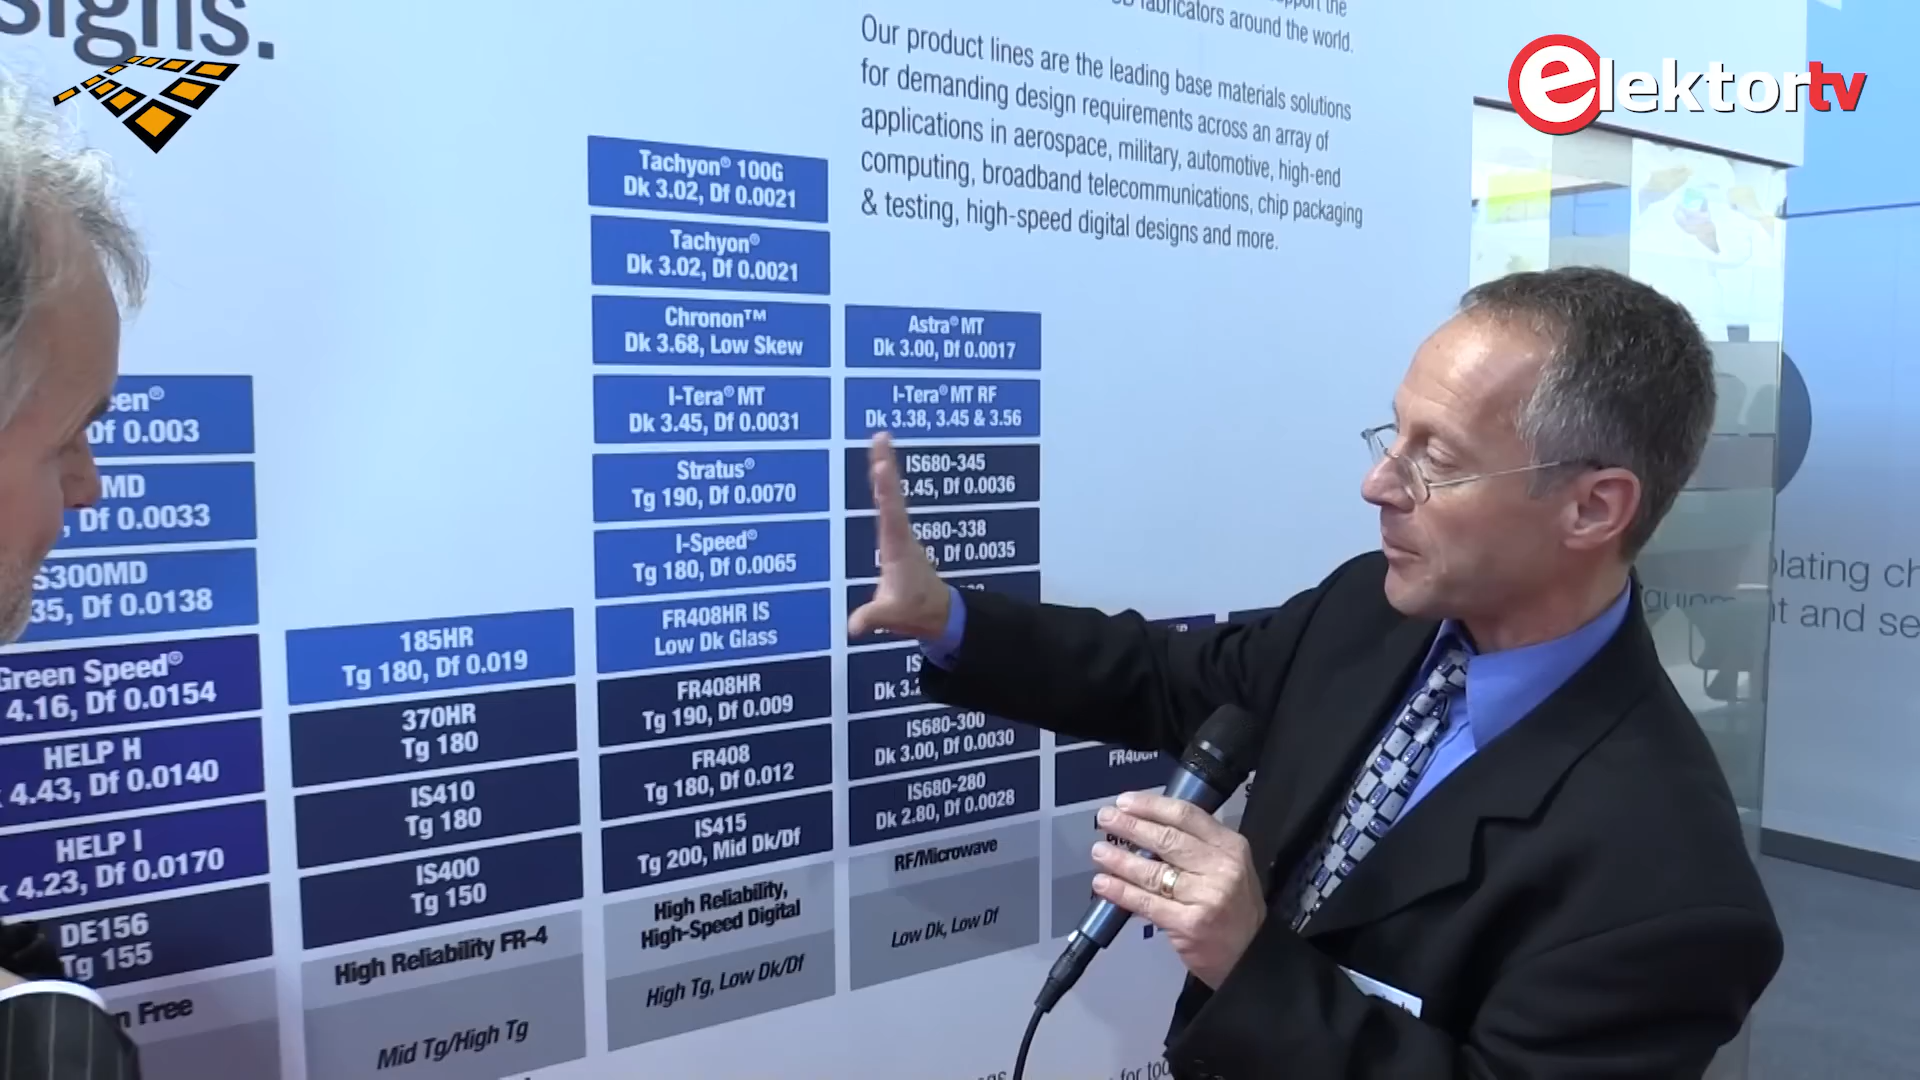 signs.
elektor tv
fabricators around the world.
Our product lines are the leading base materials solutions
for demanding design requirements across an array of
applications in aerospace, military, automotive, high-end
computing, broadband telecommunications, chip packaging
& testing, high-speed digital designs and more.
een®
Df 0.003
MD
, Df 0.0033
S300MD
35, Df 0.0138
Green Speed®
4.16, Df 0.0154
HELP H
4.43, Df 0.0140
HELP I
4.23, Df 0.0170
DE156
Tg 155
n Free
185HR
Tg 180, Df 0.019
370HR
Tg 180
IS410
Tg 180
IS400
Tg 150
High Reliability FR-4
Mid Tg/High Tg
Tachyon® 100G
Dk 3.02, Df 0.0021
Tachyon®
Dk 3.02, Df 0.0021
Chronon™
Dk 3.68, Low Skew
I-Tera® MT
Dk 3.45, Df 0.0031
Stratus®
Tg 190, Df 0.0070
I-Speed®
Tg 180, Df 0.0065
FR408HR IS
Low Dk Glass
FR408HR
Tg 190, Df 0.009
FR408
Tg 180, Df 0.012
IS415
Tg 200, Mid Dk/Df
High Reliability,
High-Speed Digital
High Tg, Low Dk/Df
Astra® MT
Dk 3.00, Df 0.0017
I-Tera® MT RF
Dk 3.38, 3.45 & 3.56
IS680-345
3.45, Df 0.0036
IS680-338
8, Df 0.0035
IS
Dk 3.2
IS680-300
Dk 3.00, Df 0.0030
IS680-280
Dk 2.80, Df 0.0028
RF/Microwave
Low Dk, Low Df
plating ch
nt and se
for too